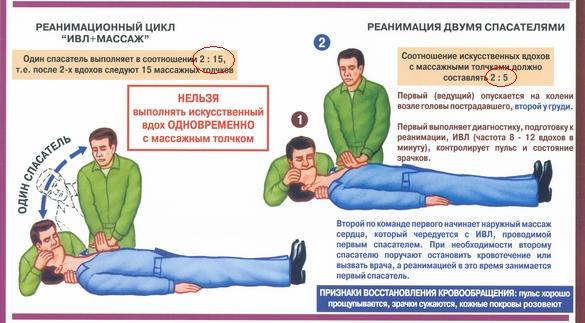 РЕАНИМАЦИОННЫЙ ЦИКЛ
"ИВЛ+МАССАЖ"
Один спасатель выполняет в соотношении 2 : 15,
т.е. после 2-х вдохов следуют 15 массажных толчков
НЕЛЬЗЯ
выполнять искусственный
вдох ОДНОВРЕМЕННО
с массажным толчком
ОДИН СПАСАТЕЛЬ
РЕАНИМАЦИЯ ДВУМЯ СПАСАТЕЛЯМИ
2
1
Соотношение искусственных вдохов
с массажными толчками должно
составлять 2 : 5
Первый (ведущий) опускается на колени
возле головы пострадавшего, второй у груди.
Первый выполняет диагностику, подготовку к
реанимации, ИВЛ (частота 8 - 12 вдохов в
минуту), контролирует пульс и состояние
зрачков.
Второй по команде первого начинает наружный массаж
сердца, который чередуется с ИВЛ, проводимой
первым спасателем. При необходимости второму
спасателю поручают остановить кровотечение или
вызвать врача, а реанимацией в это время занимается
первый спасатель.
ПРИЗНАКИ ВОССТАНОВЛЕНИЯ КРОВООБРАЩЕНИЯ: пульс хорошо
прощупывается, зрачки сужаются, кожные покровы розовеют